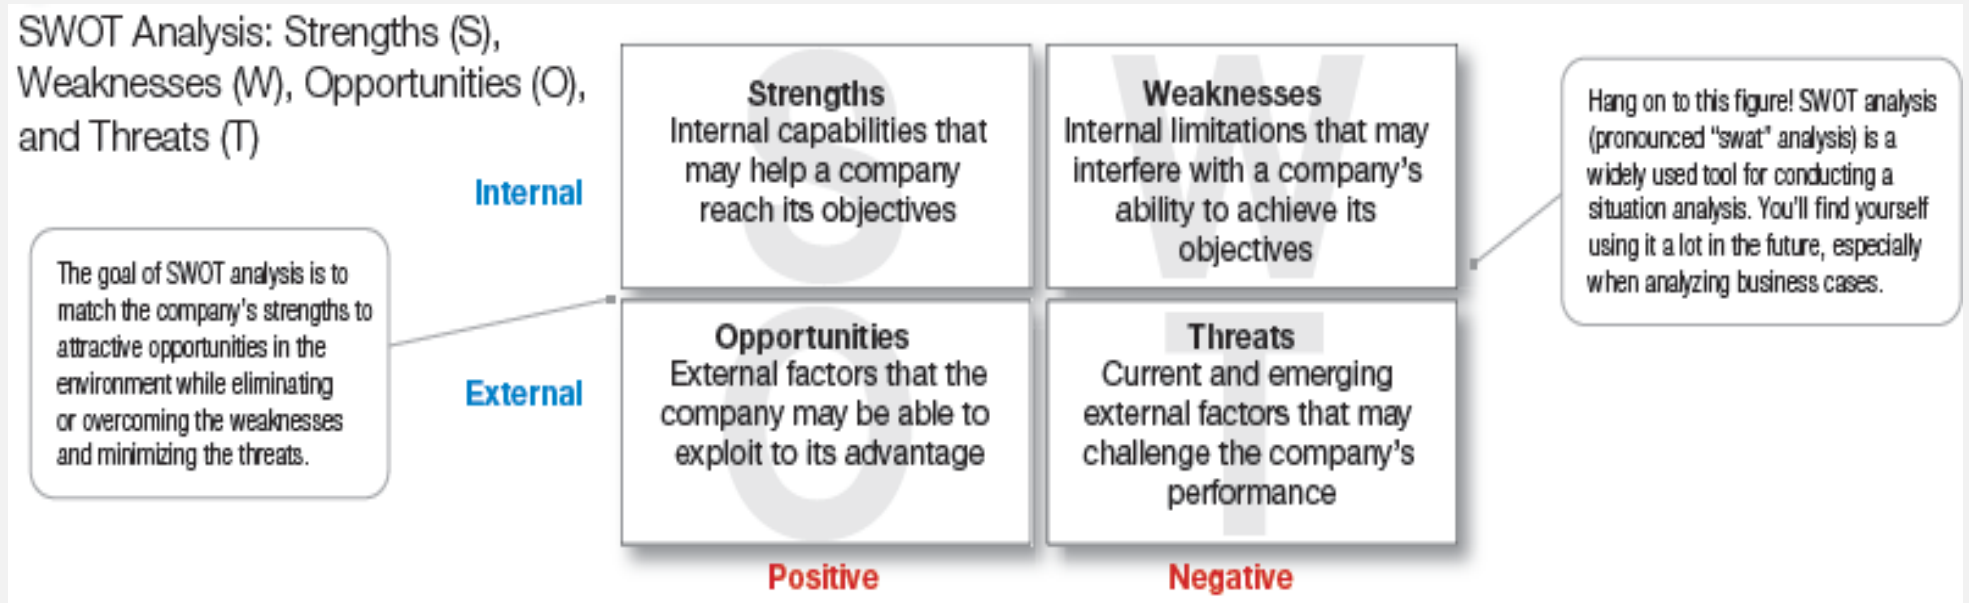 SWOT Analysis: Strengths (S),
Weaknesses (W), Opportunities (O),
and Threats (T)
Internal
External
The goal of SWOT analysis is to
match the company's strengths to
attractive opportunities in the
environment while eliminating
or overcoming the weaknesses
and minimizing the threats.
S
Strengths
Internal capabilities that
may help a company
reach its objectives
W
Weaknesses
Internal limitations that may
interfere with a company's
ability to achieve its
objectives
O
Opportunities
External factors that the
company may be able to
exploit to its advantage
T
Threats
Current and emerging
external factors that may
challenge the company's
performance
Positive
Negative
Hang on to this figure! SWOT analysis
(pronounced “swat” analysis) is a
widely used tool for conducting a
situation analysis. You'll find yourself
using it a lot in the future, especially
when analyzing business cases.